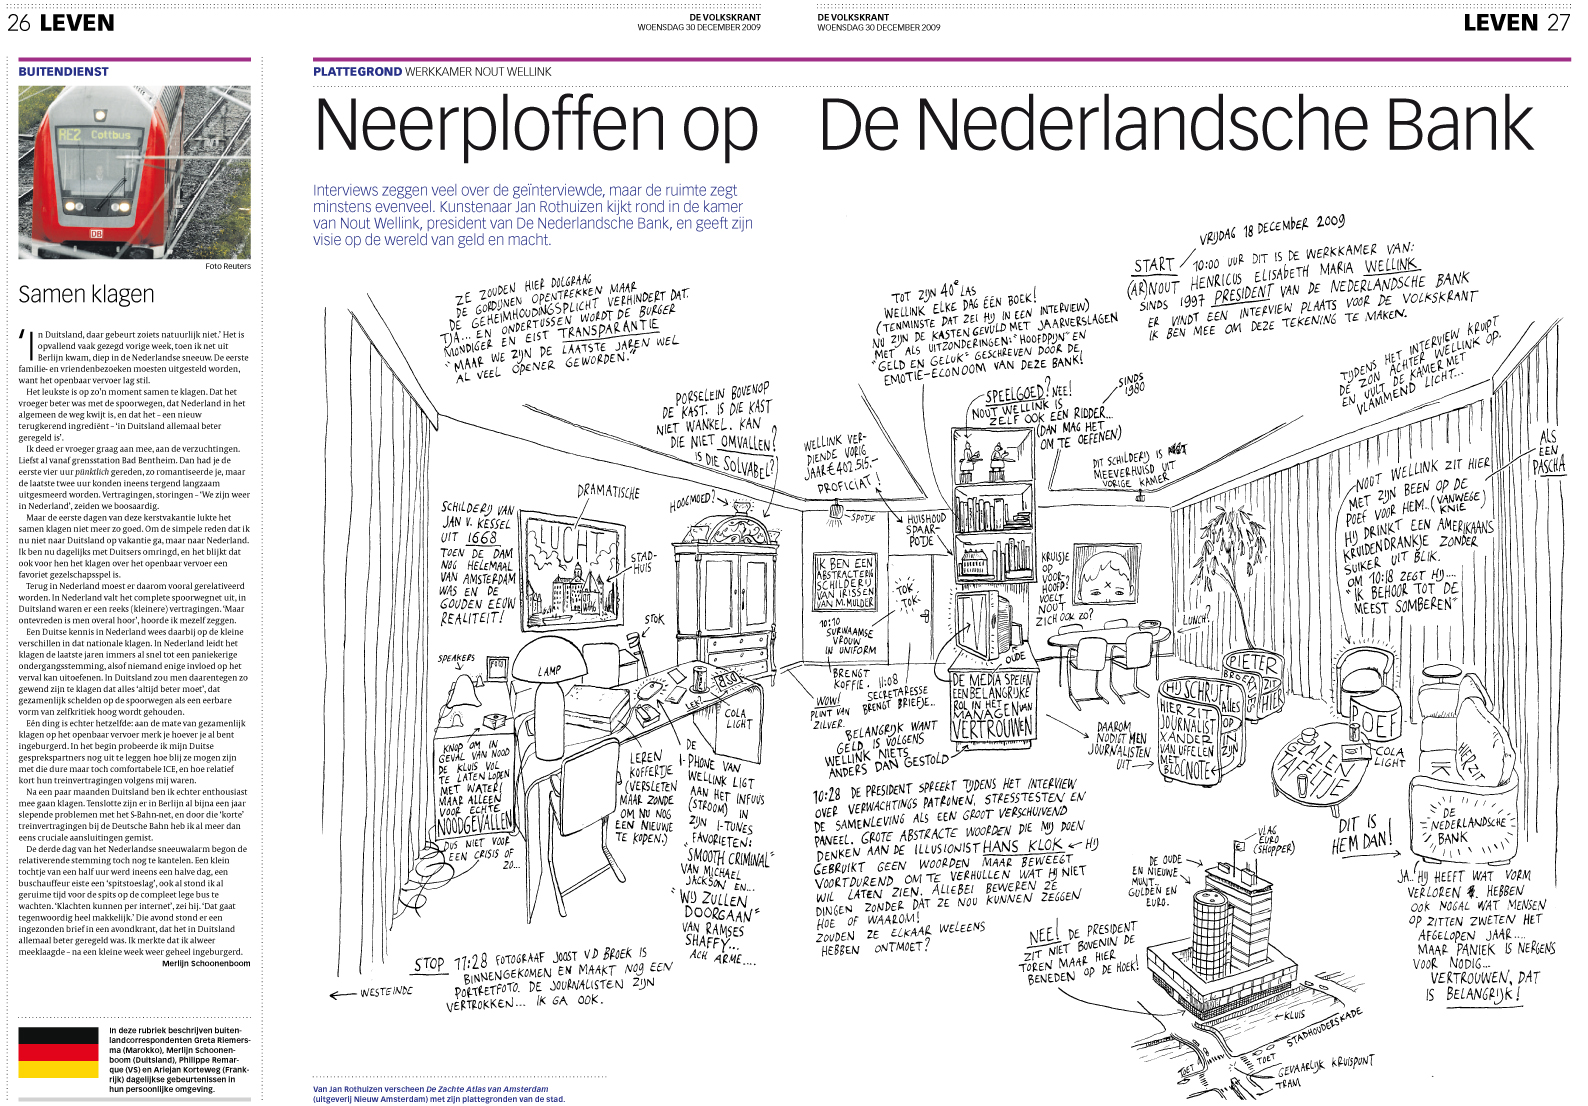 26 LEVEN
DE VOLKSKRANT
WOENSDAG 30 DECEMBER 2009
DE VOLKSKRANT
WOENSDAG 30 DECEMBER 2009
LEVEN 27
BUITENDIENST
RE2 Cottbus
DB
Foto Reuters
Samen klagen
‘In Duitsland, daar gebeurt zoiets natuurlijk niet.’ Het is
opvallend vaak gezegd vorige week, toen ik net uit
Berlijn kwam, diep in de Nederlandse sneeuw. De eerste
familie- en vriendenbezoeken moesten uitgesteld worden,
want het openbaar vervoer lag stil.
Het leukste is op zo’n moment samen te klagen. Dat het
vroeger beter was met de spoorwegen, dat Nederland in het
algemeen de weg kwijt is, en dat het – een nieuw
terugkerend ingrediënt – ‘in Duitsland allemaal beter
geregeld is’.
Ik deed er vroeger graag aan mee, aan de verzuchtingen.
Liefst al vanaf grensstation Bad Bentheim. Dan had je de
eerste vier uur pünktlich gereden, zo romantiseerde je, maar
de laatste twee uur konden ineens tergend langzaam
uitgesmeerd worden. Vertragingen, storingen – ‘We zijn weer
in Nederland’, zeiden we boosaardig.
Maar de eerste dagen van deze kerstvakantie lukte het
samen klagen niet meer zo goed. Om de simpele reden dat ik
nu niet naar Duitsland op vakantie ga, maar naar Nederland.
Ik ben nu dagelijks met Duitsers omringd, en het blijkt dat
ook voor hen het klagen over het openbaar vervoer een
favoriet gezelschapsspel is.
Terug in Nederland moest er daarom vooral gerelativeerd
worden. In Nederland valt het complete spoorwegnet uit, in
Duitsland waren er een reeks (kleinere) vertragingen. ‘Maar
ontevreden is men overal hoor’, hoorde ik mezelf zeggen.
Een Duitse kennis in Nederland wees daarbij op de kleine
verschillen in dat nationale klagen. In Nederland leidt het
klagen de laatste jaren immers al snel tot een paniekerige
ondergangsstemming, alsof niemand enige invloed op het
verval kan uitoefenen. In Duitsland zou men daarentegen zo
gewend zijn te klagen dat alles ‘altijd beter moet’, dat
gezamenlijk schelden op de spoorwegen als een eerbare
vorm van zelfkritiek hoog wordt gehouden.
Eén ding is echter hetzelfde: aan de mate van gezamenlijk
klagen op het openbaar vervoer merk je hoever je al bent
ingeburgerd. In het begin probeerde ik mijn Duitse
gesprekspartners nog uit te leggen hoe blij ze mogen zijn
met die dure maar toch comfortabele ICE, en hoe relatief
kort hun treinvertragingen volgens mij waren.
Na een paar maanden Duitsland ben ik echter enthousiast
mee gaan klagen. Tenslotte zijn er in Berlijn al bijna een jaar
slepende problemen met het S-Bahn-net, en door die ‘korte’
treinvertragingen bij de Deutsche Bahn heb ik al meer dan
eens cruciale aansluitingen gemist.
De derde dag van het Nederlandse sneeuwalarm begon de
relativerende stemming toch nog te kantelen. Een klein
tochtje van een half uur werd ineens een halve dag, een
buschauffeur eiste een ‘spitstoeslag’, ook al stond ik al
geruime tijd voor de spits op de compleet lege bus te
wachten. ‘Klachten kunnen per internet’, zei hij. ‘Dat gaat
tegenwoordig heel makkelijk.’ Die avond stond er een
ingezonden brief in een avondkrant, dat het in Duitsland
allemaal beter geregeld was. Ik merkte dat ik alweer
meeklaagde – na een kleine week weer geheel ingeburgerd.
Merlijn Schoonenboom
In deze rubriek beschrijven buiten-
landcorrespondenten Greta Riemers-
ma (Marokko), Merlijn Schoonen-
boom (Duitsland), Philippe Remar-
que (VS) en Ariejan Korteweg (Frank-
rijk) dagelijkse gebeurtenissen in
hun persoonlijke omgeving.
PLATTEGROND WERKKAMER NOUT WELLINK
Neerploffen op De Nederlandsche Bank
Interviews zeggen veel over de geïnterviewde, maar de ruimte zegt
minstens evenveel. Kunstenaar Jan Rothuizen kijkt rond in de kamer
van Nout Wellink, president van De Nederlandsche Bank, en geeft zijn
visie op de wereld van geld en macht.
VRIJDAG 18 DECEMBER 2009
START
10:00 UUR DIT IS DE WERKKAMER VAN:
(AR)NOUT HENRICUS ELISABETH MARIA WELLINK
SINDS 1997 PRESIDENT VAN DE NEDERLANDSCHE BANK
ER VINDT EEN INTERVIEW PLAATS VOOR DE VOLKSKRANT
IK BEN MEE OM DEZE TEKENING TE MAKEN.
ZE ZOUDEN HIER DOLGRAAG
DE GORDIJNEN OPENTREKKEN MAAR
DE GEHEIMHOUDINGSPLICHT VERHINDERT DAT.
TJA... EN ONDERTUSSEN WORDT DE BURGER
MONDIGER EN EIST TRANSPARANTIE
"MAAR WE ZIJN DE LAATSTE JAREN WEL
AL VEEL OPENER GEWORDEN."
TOT ZIJN 40e LAS
WELLINK ELKE DAG ÉÉN BOEK!
(TENMINSTE DAT ZEI HIJ IN EEN INTERVIEW)
NU ZIJN DE KASTEN GEVULD MET JAARVERSLAGEN
MET ALS UITZONDERINGEN: "HOOFDPIJN" EN
"GELD EN GELUK" GESCHREVEN DOOR DE
EMOTIE-ECONOOM VAN DEZE BANK!
TIJDENS HET INTERVIEW KRUIPT
DE ZON ACHTER WELLINK OP.
EN VULT DE KAMER MET
VLAMMEND LICHT...
PORSELEIN BOVENOP
DE KAST. IS DIE KAST
NIET WANKEL. KAN
DIE NIET OMVALLEN?
IS DIE SOLVABEL?
SPEELGOED? NEE!
NOUT WELLINK IS
ZELF OOK EEN RIDDER...
(DAN MAG HET
OM TE OEFENEN)
SINDS
1980
WELLINK VER-
DIENDE VORIG
JAAR € 402.515.-
PROFICIAT!
DIT SCHILDERIJ IS
MEEVERHUISD UIT
VORIGE KAMER
ALS
EEN
PASCHA
NOUT WELLINK ZIT HIER
MET ZIJN BEEN OP DE
POEF VOOR HEM.. (VANWEGE
KNIE)
HIJ DRINKT EEN AMERIKAANS
KRUIDENDRANKJE ZONDER
SUIKER UIT BLIK.
OM 10:18 ZEGT HIJ....
"IK BEHOOR TOT DE
MEEST SOMBEREN"
SCHILDERIJ VAN
JAN V. KESSEL
UIT 1668
TOEN DE DAM
NOG HELEMAAL
VAN AMSTERDAM
WAS EN DE
GOUDEN EEUW
REALITEIT!
DRAMATISCHE
LUCHT
STAD-
HUIS
HOOGMOED?
SPOTJE
HUISHOUD
SPAAR-
POTJE
IK BEN EEN
ABSTRACTERIG
SCHILDERIJ
VAN IRISSEN
VAN M. MULDER
TOK
TOK..
KRUISJE
OP
VOOR-
HOOFD?
VOELT
NOUT
ZICH OOK ZO?
STOK
SPEAKERS
FOTO
LAMP
LEK?
COLA
LIGHT
10:10
SURINAAMSE
VROUW
IN UNIFORM
BRENGT
KOFFIE.
11:08
SECRETARESSE
BRENGT BRIEFJE...
WOW!
PLINT VAN
ZILVER.
OUDE
LUNCH?
DE MEDIA SPELEN
EEN BELANGRIJKE
ROL IN HET
MANAGEN VAN
VERTROUWEN
BELANGRIJK WANT
GELD IS VOLGENS
WELLINK NIETS
ANDERS DAN GESTOLD
DAAROM
NODIGT MEN
JOURNALISTEN
UIT
HIJ SCHRIJFT ALLES OP
HIER ZIT
JOURNALIST
XANDER
VAN UFFELEN
MET ZIJN
BLOCNOTE
PIETER
BROERTJES ZIT
HIER
POEF
GLAZEN
TAFELTJE
COLA
LIGHT
DE
NEDERLANDSCHE
BANK
DIT IS
HEM DAN!
KNOP OM IN
GEVAL VAN NOOD
DE KLUIS VOL
TE LATEN LOPEN
MET WATER!
MAAR ALLEEN
VOOR ECHTE
NOODGEVALLEN
DUS NIET VOOR
EEN CRISIS OF
ZO...
LEREN
KOFFERTJE
(VERSLETEN
MAAR ZONDE
OM NU NOG
EEN NIEUWE
TE KOPEN.)
DE
I-PHONE VAN
WELLINK LIGT
AAN HET INFUUS
(STROOM) IN
ZIJN I-TUNES
FAVORIETEN:
"SMOOTH CRIMINAL"
VAN MICHAEL
JACKSON EN...
"WIJ ZULLEN
DOORGAAN"
VAN RAMSES
SHAFFY...
ACH ARME....
10:28 DE PRESIDENT SPREEKT TIJDENS HET INTERVIEW
OVER VERWACHTINGS PATRONEN, STRESSTESTEN EN
DE SAMENLEVING ALS EEN GROOT VERSCHUIVEND
PANEEL. GROTE ABSTRACTE WOORDEN DIE MIJ DOEN
DENKEN AAN DE ILLUSIONIST HANS KLOK ← HIJ
GEBRUIKT GEEN WOORDEN MAAR BEWEEGT
VOORTDUREND OM TE VERHULLEN WAT HIJ NIET
WIL LATEN ZIEN. ALLEBEI BEWEREN ZE
DINGEN ZONDER DAT ZE NOU KUNNEN ZEGGEN
HOE OF WAAROM!
ZOUDEN ZE ELKAAR WELEENS
HEBBEN ONTMOET?
JA..! HIJ HEEFT WAT VORM
VERLOREN. HEBBEN
OOK NOGAL WAT MENSEN
OP ZITTEN ZWETEN HET
AFGELOPEN JAAR....
MAAR PANIEK IS NERGENS
VOOR NODIG...
VERTROUWEN, DAT
IS BELANGRIJK!
VLAG
EURO
(SHOPPER)
DE OUDE
EN NIEUWE
MUNT..
GULDEN EN
EURO.
NEE! DE PRESIDENT
ZIT NIET BOVENIN DE
TOREN MAAR HIER
BENEDEN OP DE HOEK!
KLUIS
STADHOUDERSKADE
TOET
TOET
GEVAARLIJK KRUISPUNT
TRAM
STOP 11:28 FOTOGRAAF JOOST V.D BROEK IS
BINNENGEKOMEN EN MAAKT NOG EEN
PORTRETFOTO. DE JOURNALISTEN ZIJN
VERTROKKEN... IK GA OOK.
← WESTEINDE
Van Jan Rothuizen verscheen De Zachte Atlas van Amsterdam
(uitgeverij Nieuw Amsterdam) met zijn plattegronden van de stad.